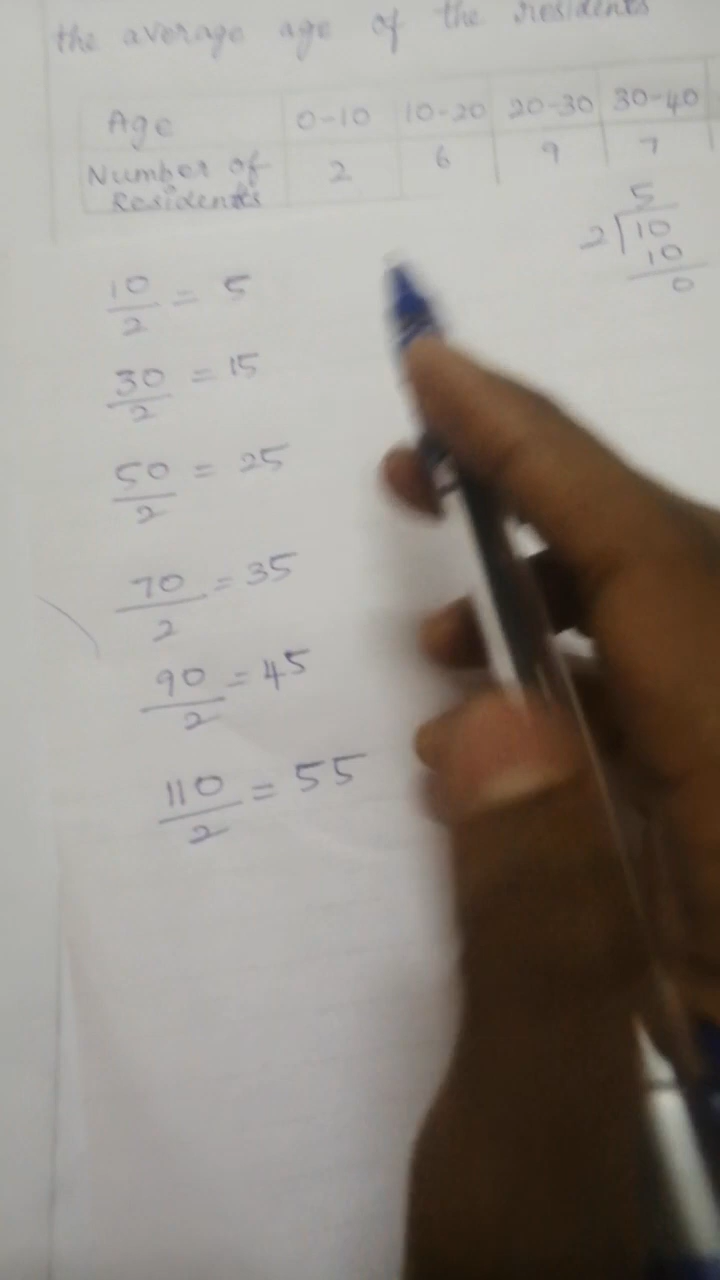 the average age of the residents
Age 0-10 10-20 20-30 30-40
Number of Residents 2 6 9 7
5
2 10
10
0
10/2 = 5
30/2 = 15
50/2 = 25
70/2 = 35
90/2 = 45
110/2 = 55